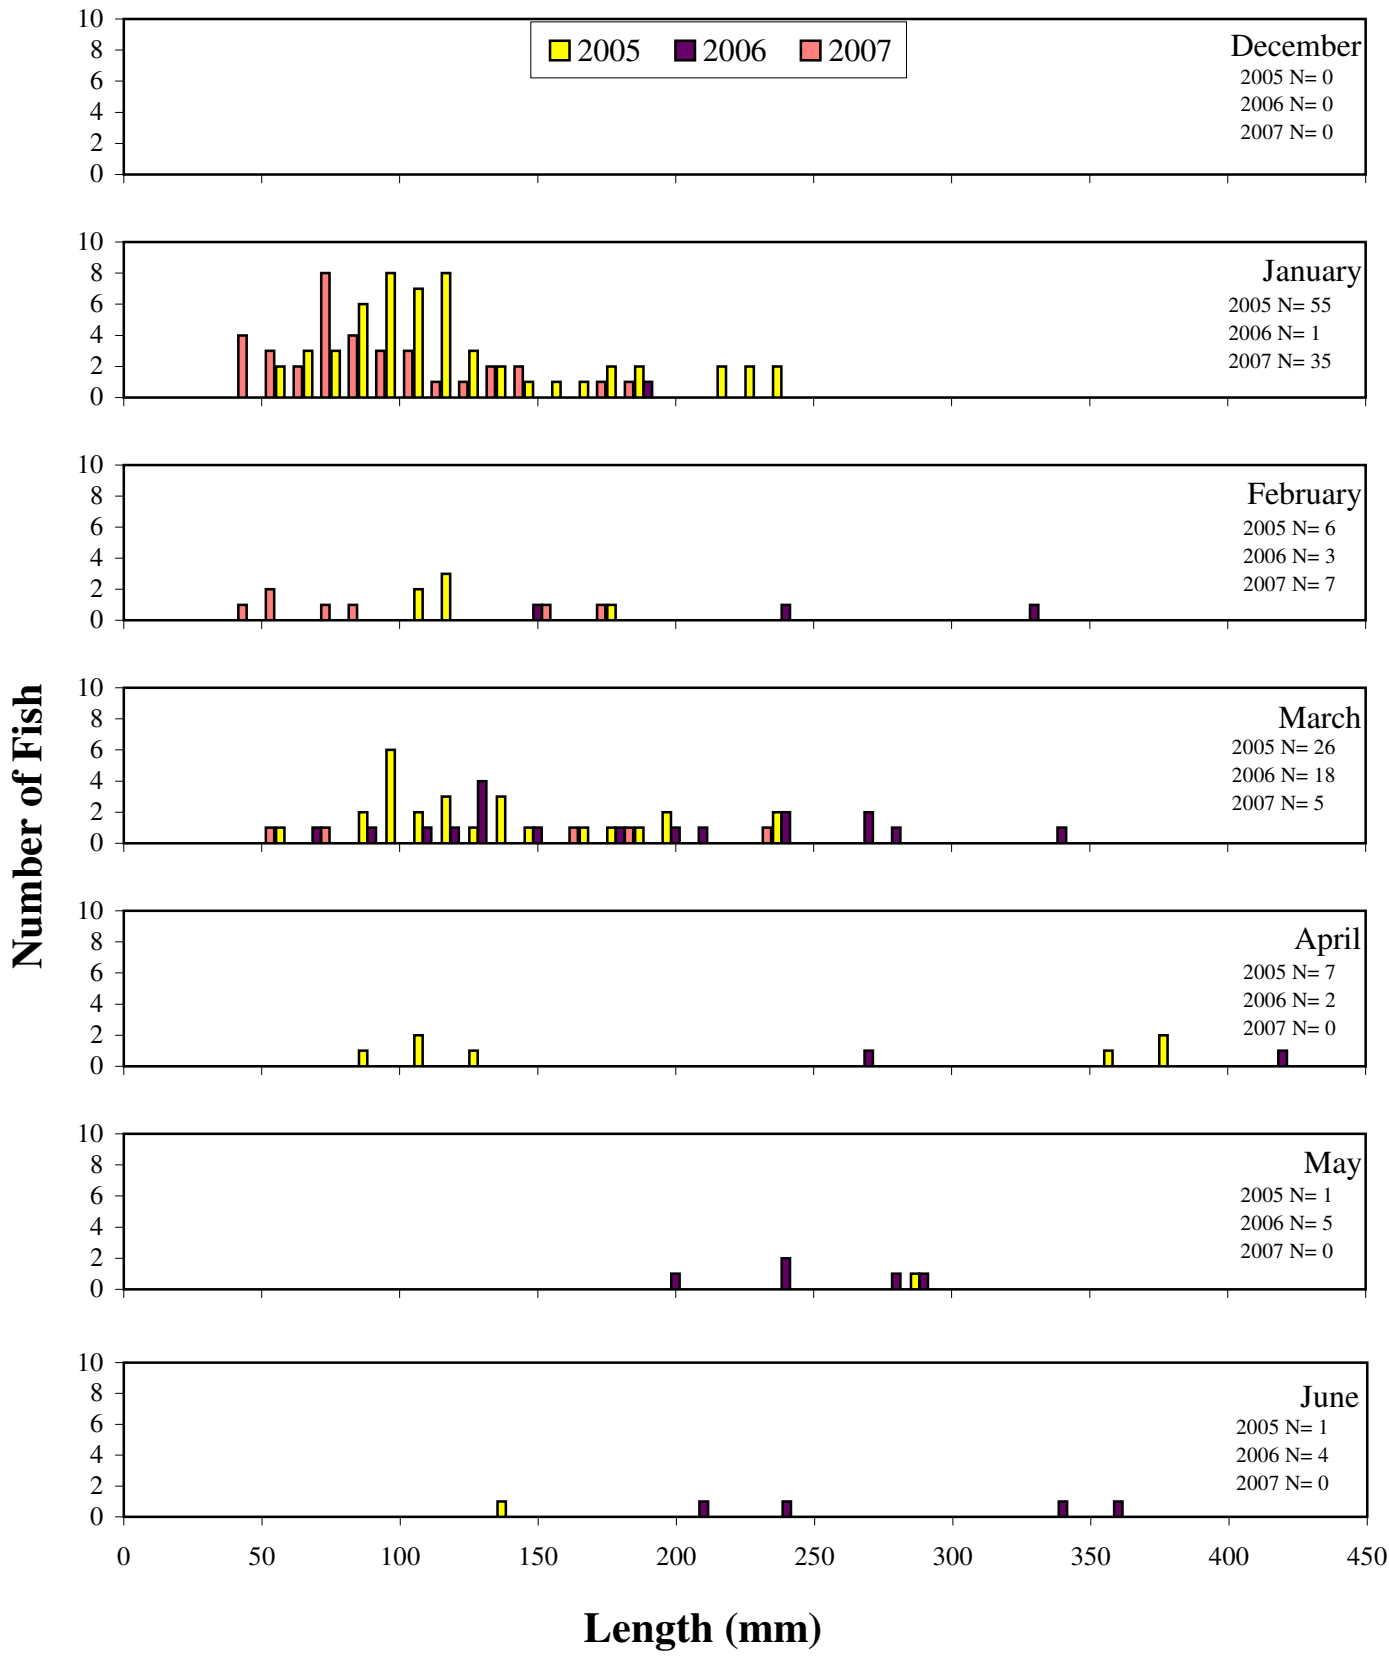 10
8
6
4
2
0
2005 2006 2007
December
2005 N= 0
2006 N= 0
2007 N= 0
10
8
6
4
2
0
January
2005 N= 55
2006 N= 1
2007 N= 35
10
8
6
4
2
0
February
2005 N= 6
2006 N= 3
2007 N= 7
Number of Fish
10
8
6
4
2
0
March
2005 N= 26
2006 N= 18
2007 N= 5
10
8
6
4
2
0
April
2005 N= 7
2006 N= 2
2007 N= 0
10
8
6
4
2
0
May
2005 N= 1
2006 N= 5
2007 N= 0
10
8
6
4
2
0
June
2005 N= 1
2006 N= 4
2007 N= 0
0 50 100 150 200 250 300 350 400 450
Length (mm)